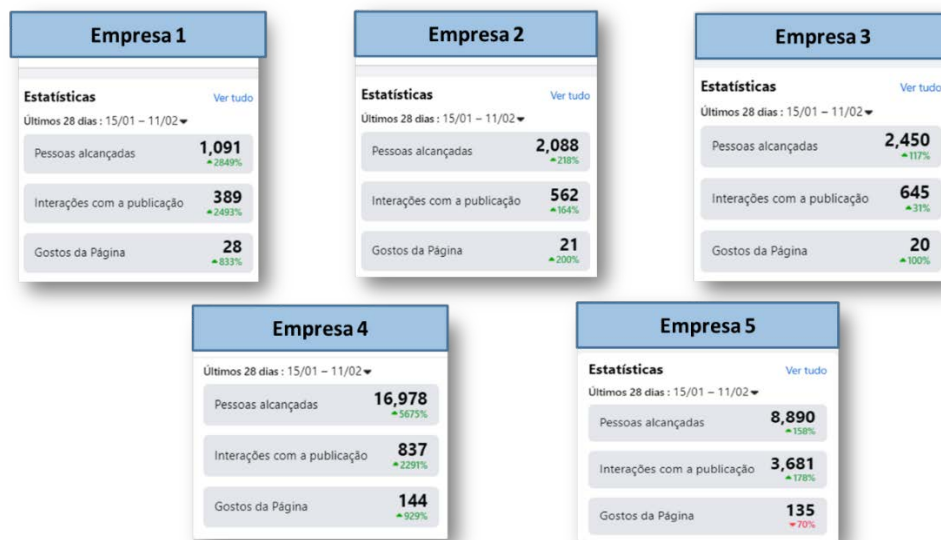 Empresa 1
Estatísticas Ver tudo
Últimos 28 dias : 15/01 – 11/02
Pessoas alcançadas 1,091
2849%
Interações com a publicação 389
2493%
Gostos da Página 28
833%
Empresa 2
Estatísticas Ver tudo
Últimos 28 dias : 15/01 – 11/02
Pessoas alcançadas 2,088
218%
Interações com a publicação 562
164%
Gostos da Página 21
200%
Empresa 3
Estatísticas Ver tudo
Últimos 28 dias : 15/01 – 11/02
Pessoas alcançadas 2,450
117%
Interações com a publicação 645
31%
Gostos da Página 20
100%
Empresa 4
Últimos 28 dias : 15/01 – 11/02
Pessoas alcançadas 16,978
5675%
Interações com a publicação 837
2291%
Gostos da Página 144
929%
Empresa 5
Estatísticas Ver tudo
Últimos 28 dias : 15/01 – 11/02
Pessoas alcançadas 8,890
158%
Interações com a publicação 3,681
178%
Gostos da Página 135
70%